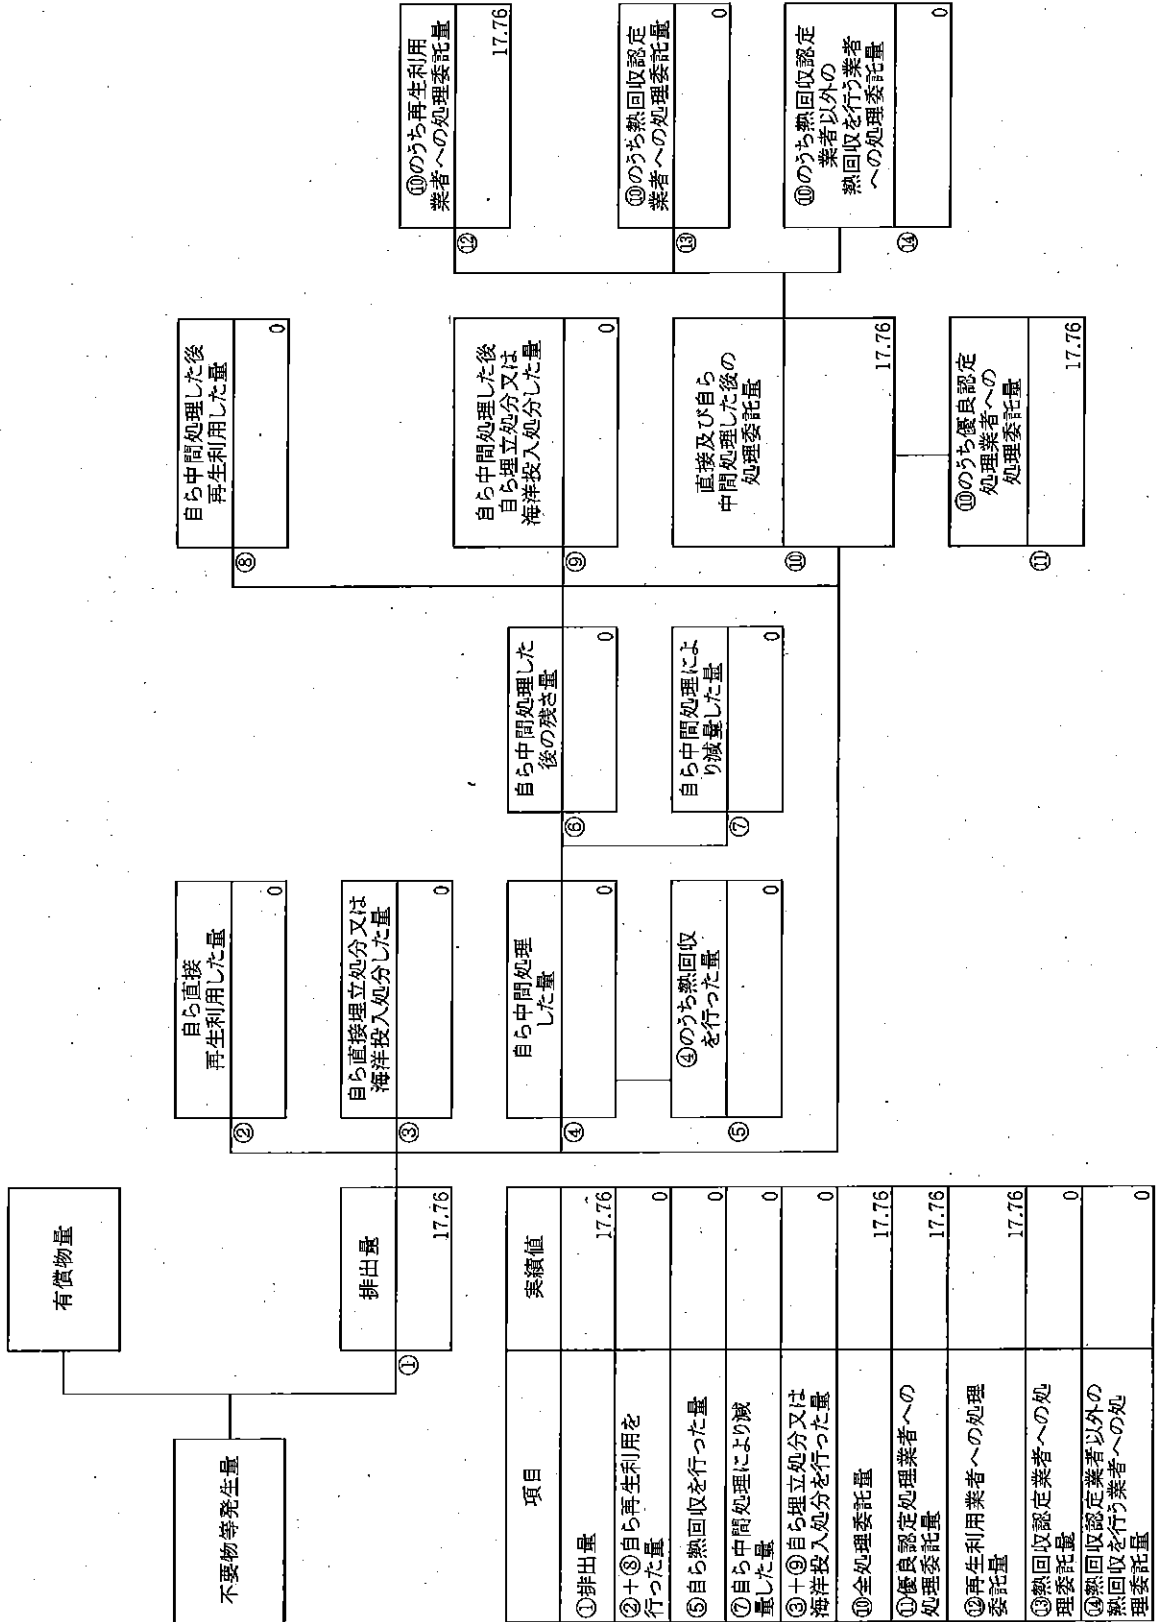 不要物等発生量
有償物量
①
排出量
17.76
②
自ら直接
再生利用した量
0
③
自ら直接埋立処分又は
海洋投入処分した量
0
④
自ら中間処理
した量
0
⑤
④のうち熱回収
を行った量
0
⑥
自ら中間処理した
後の残さ量
0
⑦
自ら中間処理によ
り減量した量
0
⑧
自ら中間処理した後
再生利用した量
0
⑨
自ら中間処理した後
自ら埋立処分又は
海洋投入処分した量
0
⑩
直接及び自ら
中間処理した後の
処理委託量
17.76
⑪
⑩のうち優良認定
処理業者への
処理委託量
17.76
⑫
⑩のうち再生利用
業者への処理委託量
17.76
⑬
⑩のうち熱回収認定
業者への処理委託量
0
⑭
⑩のうち熱回収認定
業者以外の
熱回収を行う業者
への処理委託量
0
項目 実績値
①排出量 17.76
②+⑧自ら再生利用を
行った量 0
⑤自ら熱回収を行った量 0
⑦自ら中間処理により減
量した量 0
③+⑨自ら埋立処分又は
海洋投入処分を行った量 0
⑩全処理委託量 17.76
⑪優良認定処理業者への
処理委託量 17.76
⑫再生利用業者への処理
委託量 17.76
⑬熱回収認定業者への処
理委託量 0
⑭熱回収認定業者以外の
熱回収を行う業者への処
理委託量 0